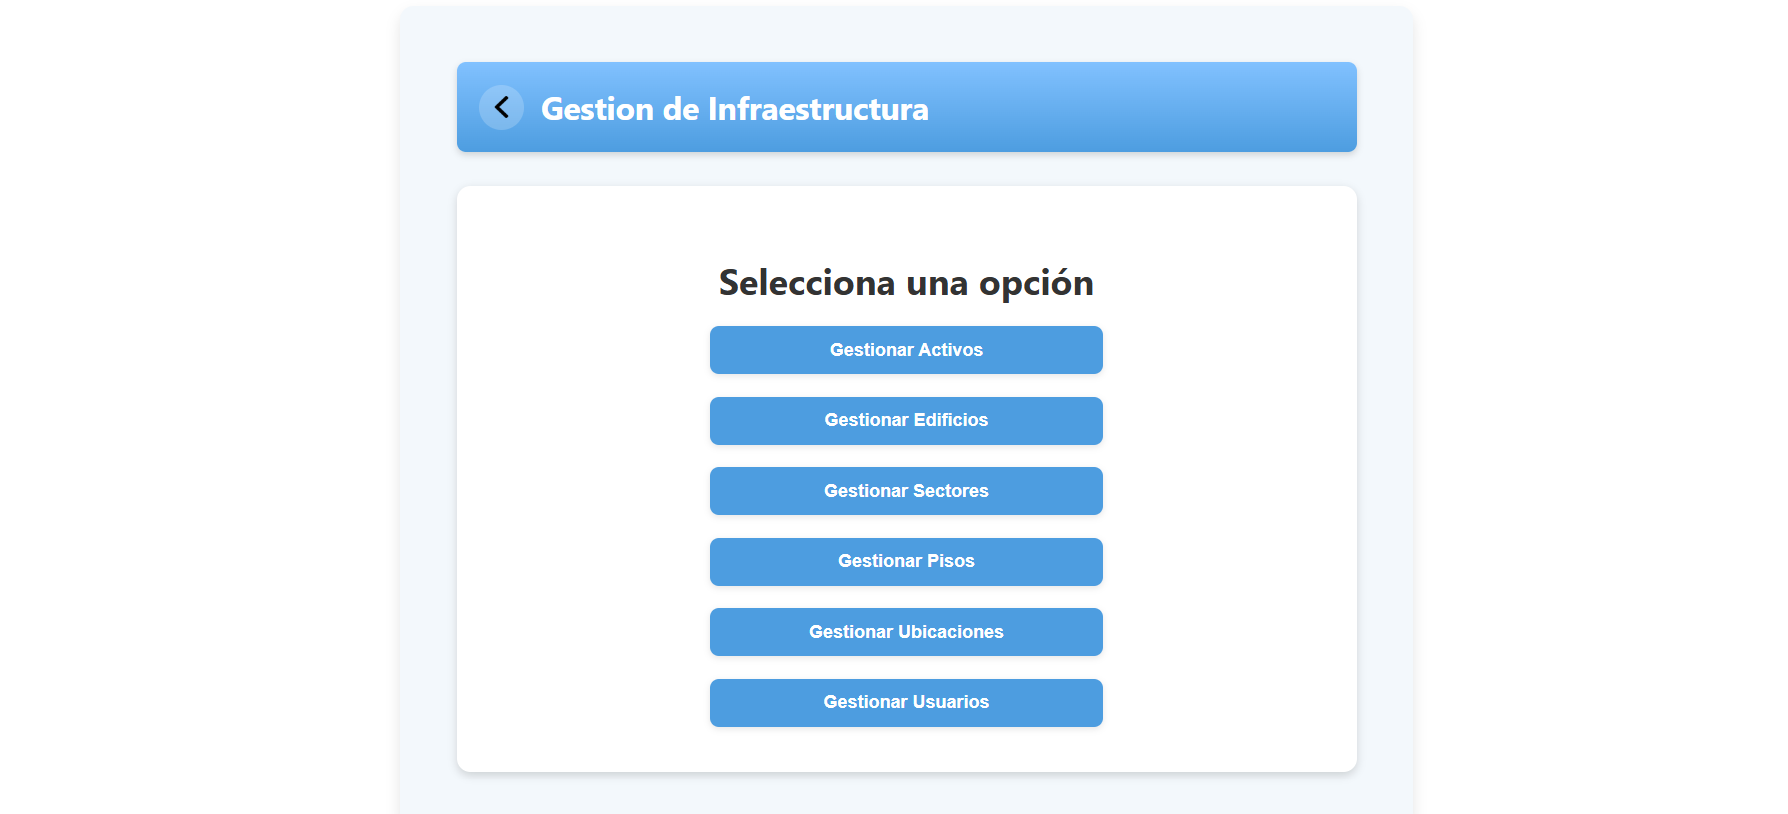 Gestion de Infraestructura
Selecciona una opción
Gestionar Activos
Gestionar Edificios
Gestionar Sectores
Gestionar Pisos
Gestionar Ubicaciones
Gestionar Usuarios